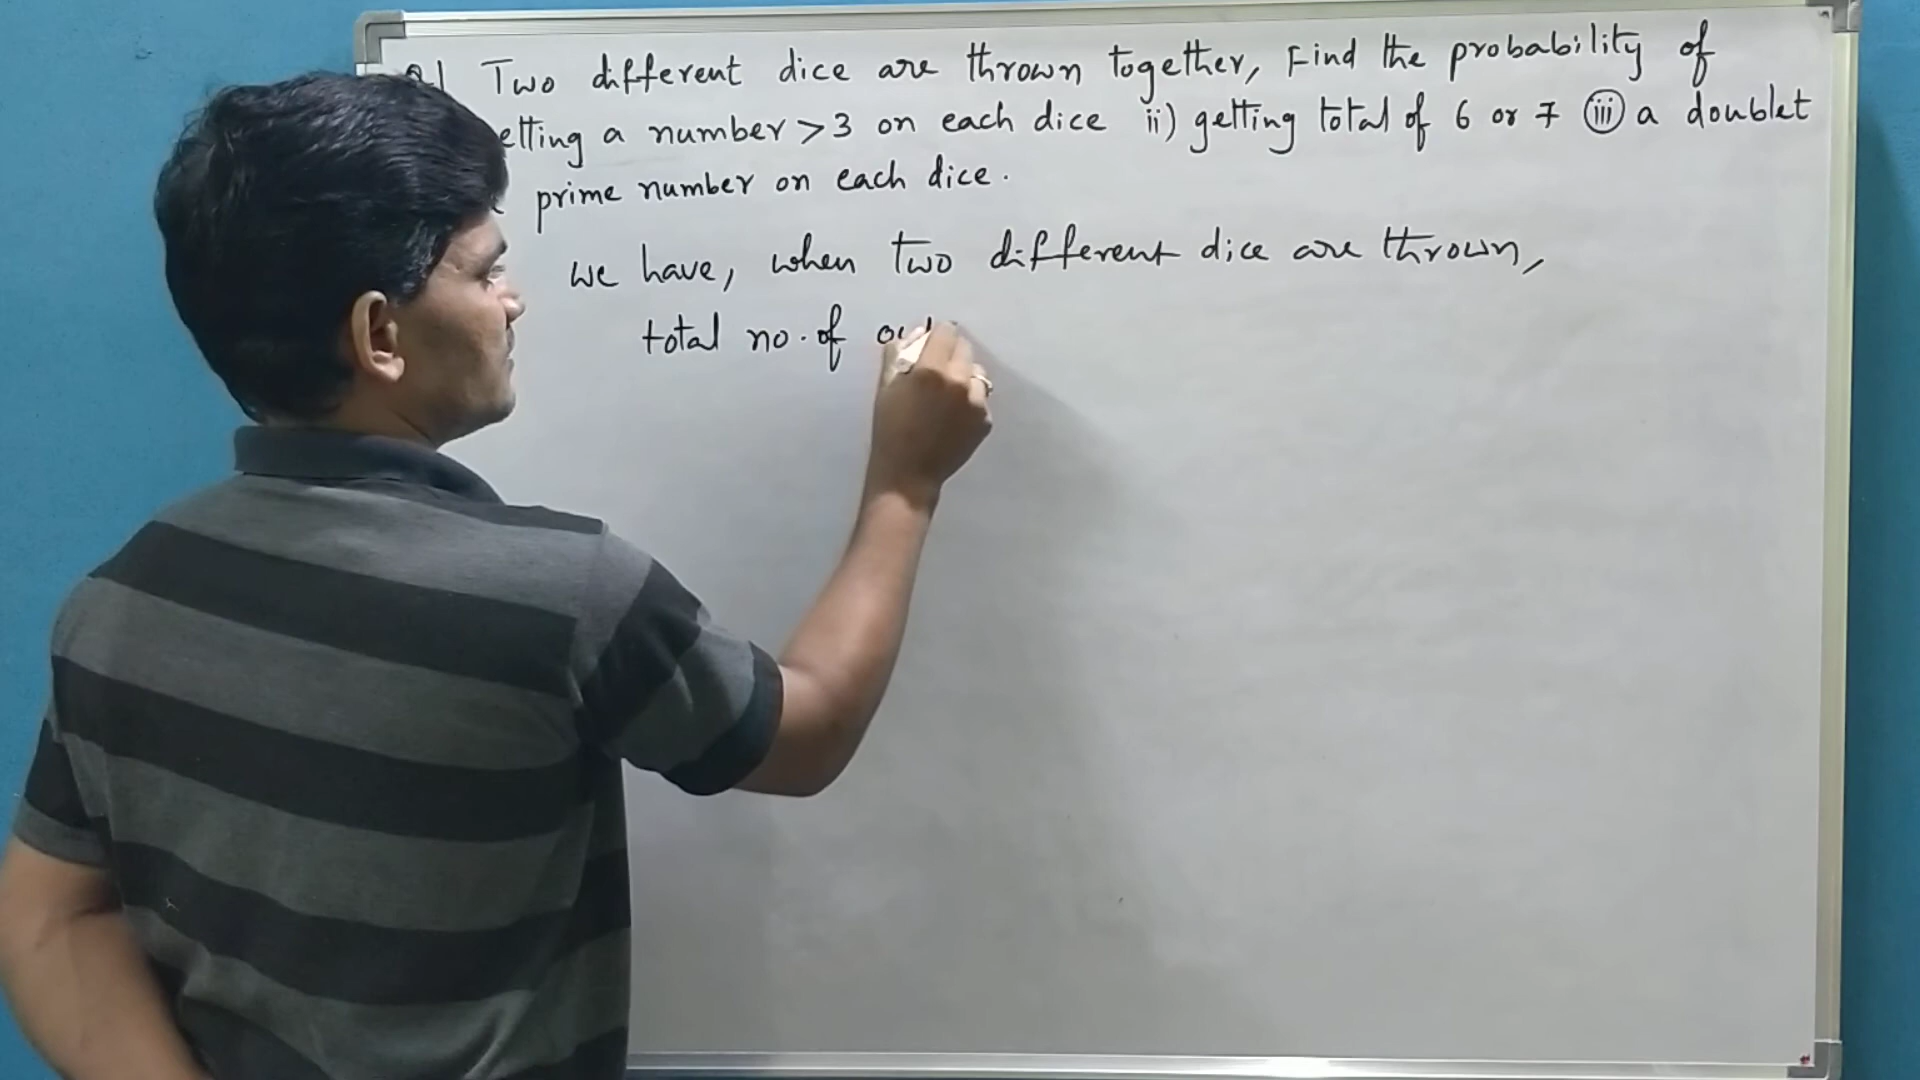 Two different dice are thrown together, Find the probability of
etting a number > 3 on each dice ii) getting total of 6 or 7 (iii) a doublet
prime number on each dice.
we have, when two different dice are thrown,
total no. of out